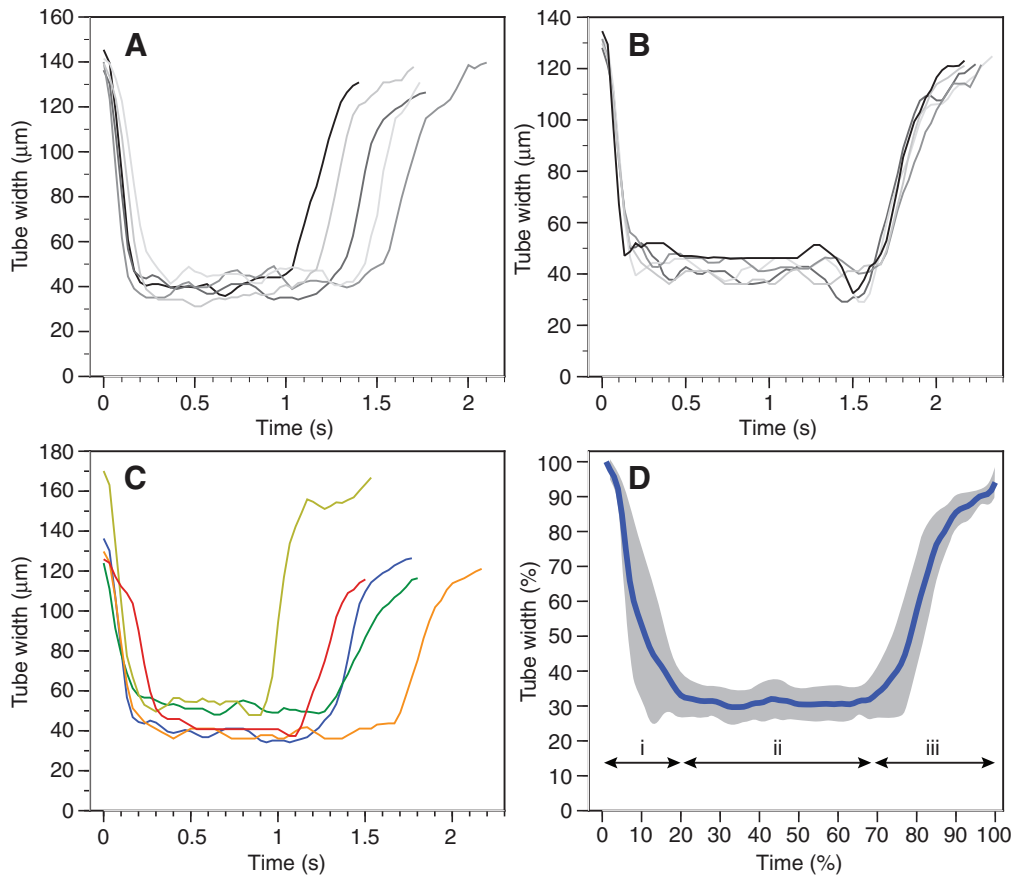 A
Tube width (μm)
160
140
120
100
80
60
40
20
0
0 0.5 1 1.5 2
Time (s)
B
Tube width (μm)
140
120
100
80
60
40
20
0
0 0.5 1 1.5 2
Time (s)
C
Tube width (μm)
180
160
140
120
100
80
60
40
20
0
0 0.5 1 1.5 2
Time (s)
D
Tube width (%)
100
90
80
70
60
50
40
30
20
10
0
i ii iii
0 10 20 30 40 50 60 70 80 90 100
Time (%)